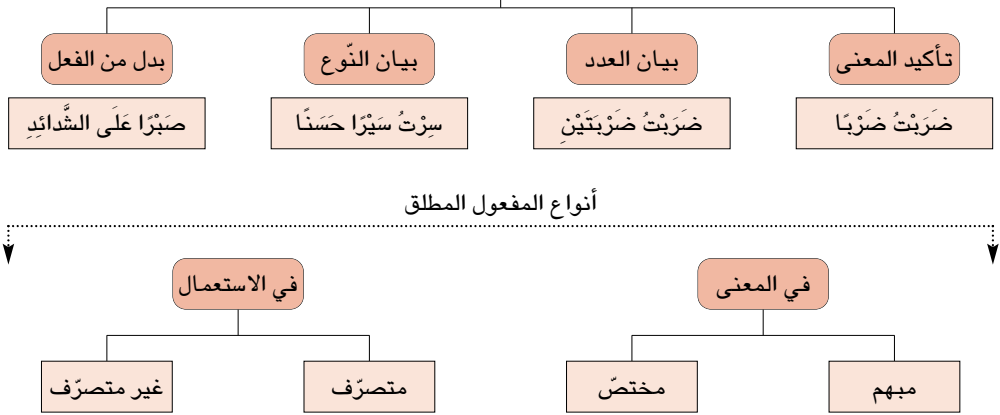 تأكيد المعنى
بيان العدد
بيان النّوع
بدل من الفعل
ضَرَبْتُ ضَرْبًا
ضَرَبْتُ ضَرْبَتَيْنِ
سِرْتُ سَيْرًا حَسَنًا
صَبْرًا عَلَى الشَّدائِدِ
أنواع المفعول المطلق
في المعنى
في الاستعمال
مبهم
مختصّ
متصرّف
غير متصرّف